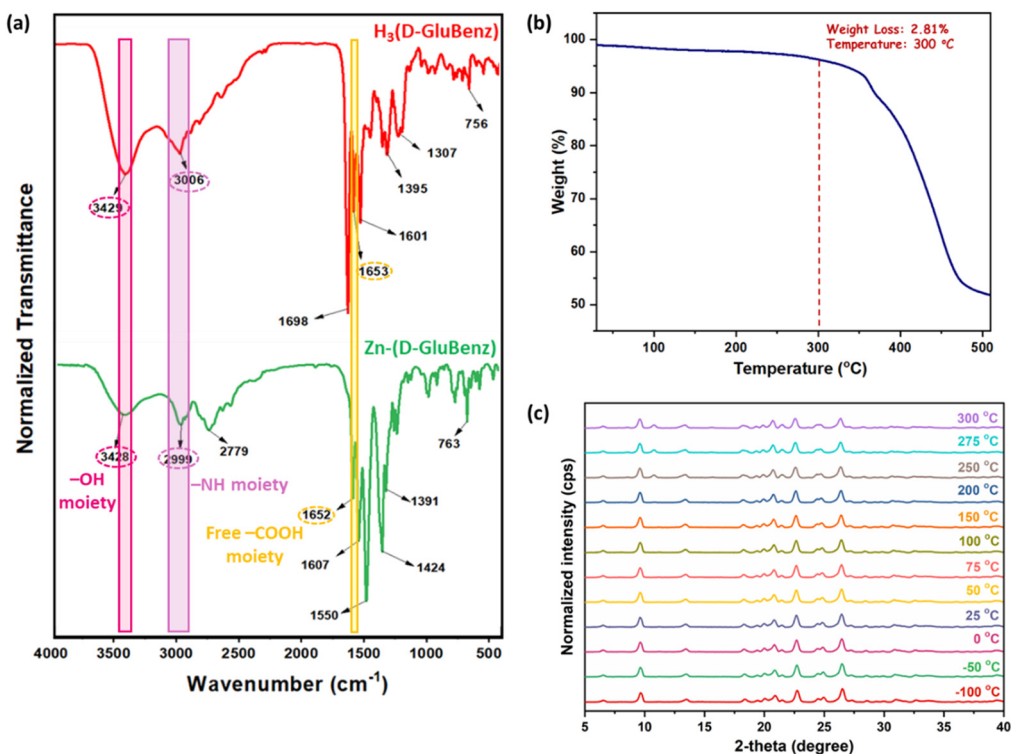 (a)
H₃(D-GluBenz)
3429
3006
756
1307
1395
1601
1653
1698
Zn-(D-GluBenz)
3428
2999
2779
763
–OH
moiety
–NH moiety
1652
1391
Free –COOH
moiety
1607
1424
1550
Normalized Transmittance
4000 3500 3000 2500 2000 1500 1000 500
Wavenumber (cm⁻¹)
(b)
Weight Loss: 2.81%
Temperature: 300 °C
100
90
80
70
60
50
Weight (%)
100 200 300 400 500
Temperature (°C)
(c)
300 °C
275 °C
250 °C
200 °C
150 °C
100 °C
75 °C
50 °C
25 °C
0 °C
-50 °C
-100 °C
Normalized intensity (cps)
5 10 15 20 25 30 35 40
2-theta (degree)